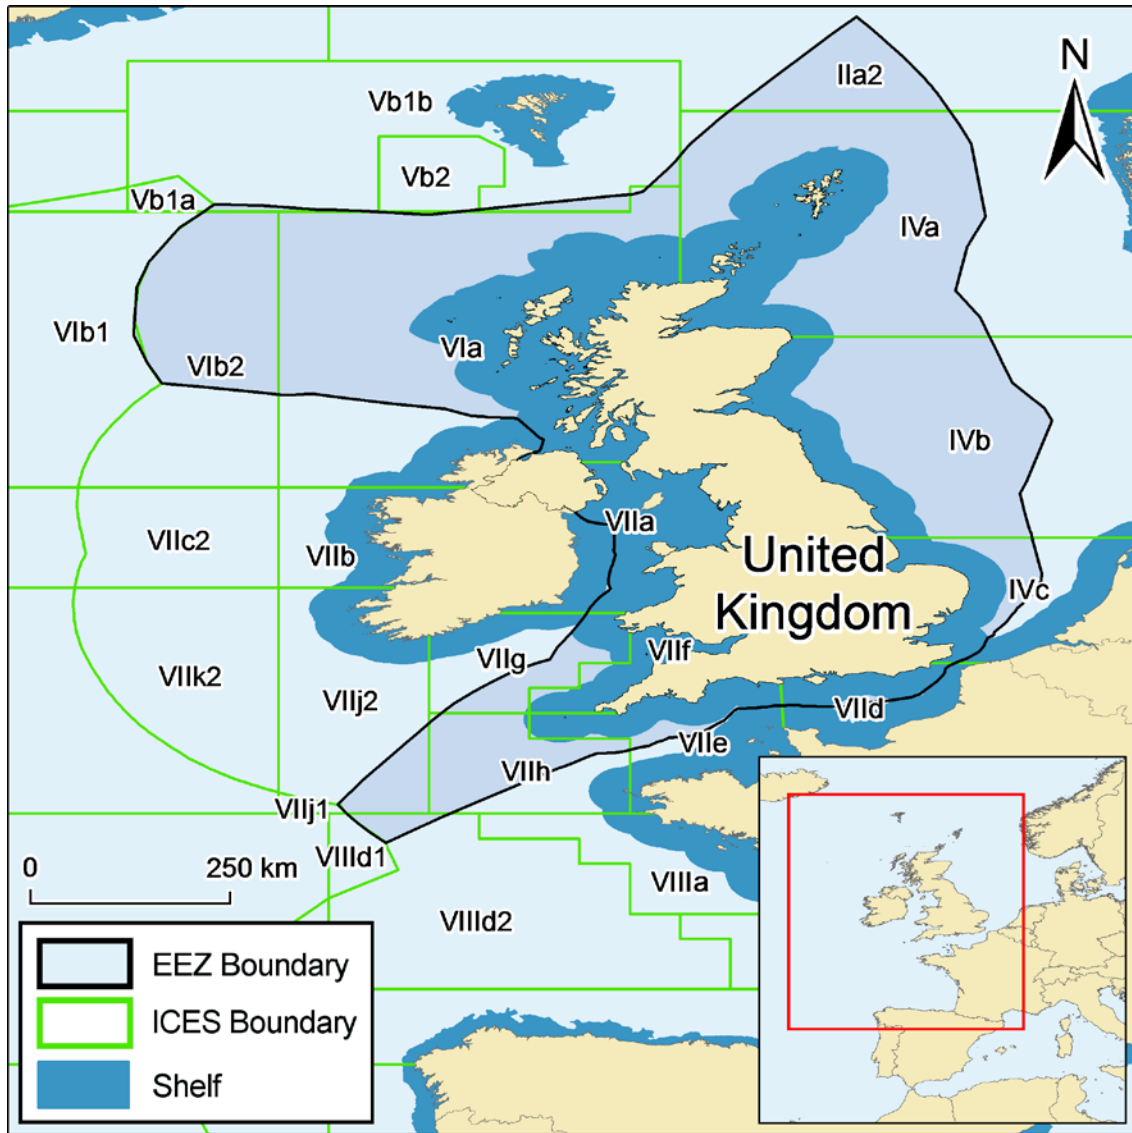 N
IIa2
Vb1b
Vb2
Vb1a
IVa
VIb1
VIb2
VIa
IVb
VIIc2
VIIb
VIIa
United
Kingdom
IVc
VIIk2
VIIj2
VIIg
VIIf
VIId
VIIe
VIIh
VIIj1
VIIId1
VIIIa
VIIId2
0 250 km
EEZ Boundary
ICES Boundary
Shelf